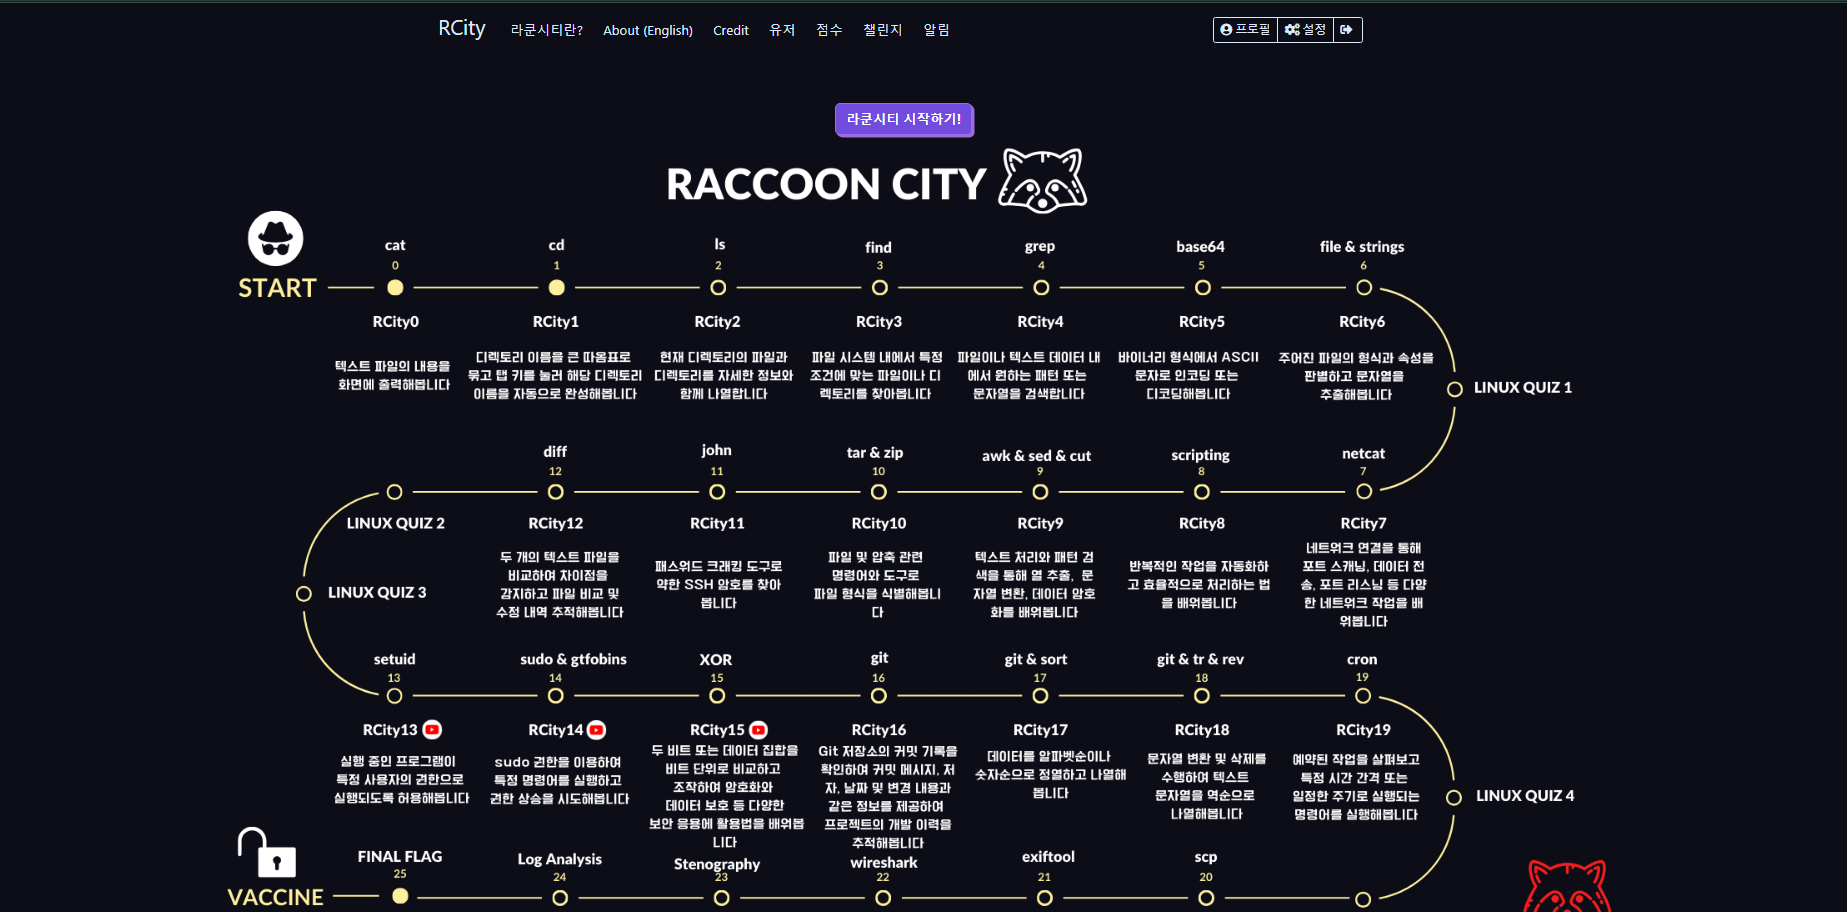 RCity 라쿤시티란? About (English) Credit 유저 점수 챌린지 알림 프로필 설정
라쿤시티 시작하기!
RACCOON CITY
START
cat
0
RCity0
텍스트 파일의 내용을
화면에 출력해봅니다
cd
1
RCity1
디렉토리 이름을 큰 따옴표로
묶고 탭 키를 눌러 해당 디렉토리
이름을 자동으로 완성해봅니다
ls
2
RCity2
현재 디렉토리의 파일과
디렉토리를 자세한 정보와
함께 나열합니다
find
3
RCity3
파일 시스템 내에서 특정
조건에 맞는 파일이나 디
렉토리를 찾아봅니다
grep
4
RCity4
파일이나 텍스트 데이터 내
에서 원하는 패턴 또는
문자열을 검색합니다
base64
5
RCity5
바이너리 형식에서 ASCII
문자로 인코딩 또는
디코딩해봅니다
file & strings
6
RCity6
주어진 파일의 형식과 속성을
판별하고 문자열을
추출해봅니다
LINUX QUIZ 1
netcat
7
RCity7
네트워크 연결을 통해
포트 스캐닝, 데이터 전
송, 포트 리스닝 등 다양
한 네트워크 작업을 배
워봅니다
scripting
8
RCity8
반복적인 작업을 자동화하
고 효율적으로 처리하는 법
을 배워봅니다
awk & sed & cut
9
RCity9
텍스트 처리와 패턴 검
색을 통해 열 추출, 문
자열 변환, 데이터 암호
화를 배워봅니다
tar & zip
10
RCity10
파일 및 압축 관련
명령어와 도구로
파일 형식을 식별해봅니
다
john
11
RCity11
패스워드 크래킹 도구로
약한 SSH 암호를 찾아
봅니다
diff
12
RCity12
두 개의 텍스트 파일을
비교하여 차이점을
감지하고 파일 비교 및
수정 내역 추적해봅니다
LINUX QUIZ 2
LINUX QUIZ 3
setuid
13
RCity13
실행 중인 프로그램이
특정 사용자의 권한으로
실행되도록 허용해봅니다
sudo & gtfobins
14
RCity14
sudo 권한을 이용하여
특정 명령어를 실행하고
권한 상승을 시도해봅니다
XOR
15
RCity15
두 비트 또는 데이터 집합을
비트 단위로 비교하고
조작하여 암호화와
데이터 보호 등 다양한
보안 응용에 활용법을 배워봅
니다
git
16
RCity16
Git 저장소의 커밋 기록을
확인하여 커밋 메시지, 저
자, 날짜 및 변경 내용과
같은 정보를 제공하여
프로젝트의 개발 이력을
추적해봅니다
git & sort
17
RCity17
데이터를 알파벳순이나
숫자순으로 정렬하고 나열해
봅니다
git & tr & rev
18
RCity18
문자열 변환 및 삭제를
수행하여 텍스트
문자열을 역순으로
나열해봅니다
cron
19
RCity19
예약된 작업을 살펴보고
특정 시간 간격 또는
일정한 주기로 실행되는
명령어를 실행해봅니다
LINUX QUIZ 4
scp
20
exiftool
21
wireshark
22
Stenography
23
Log Analysis
24
FINAL FLAG
25
VACCINE